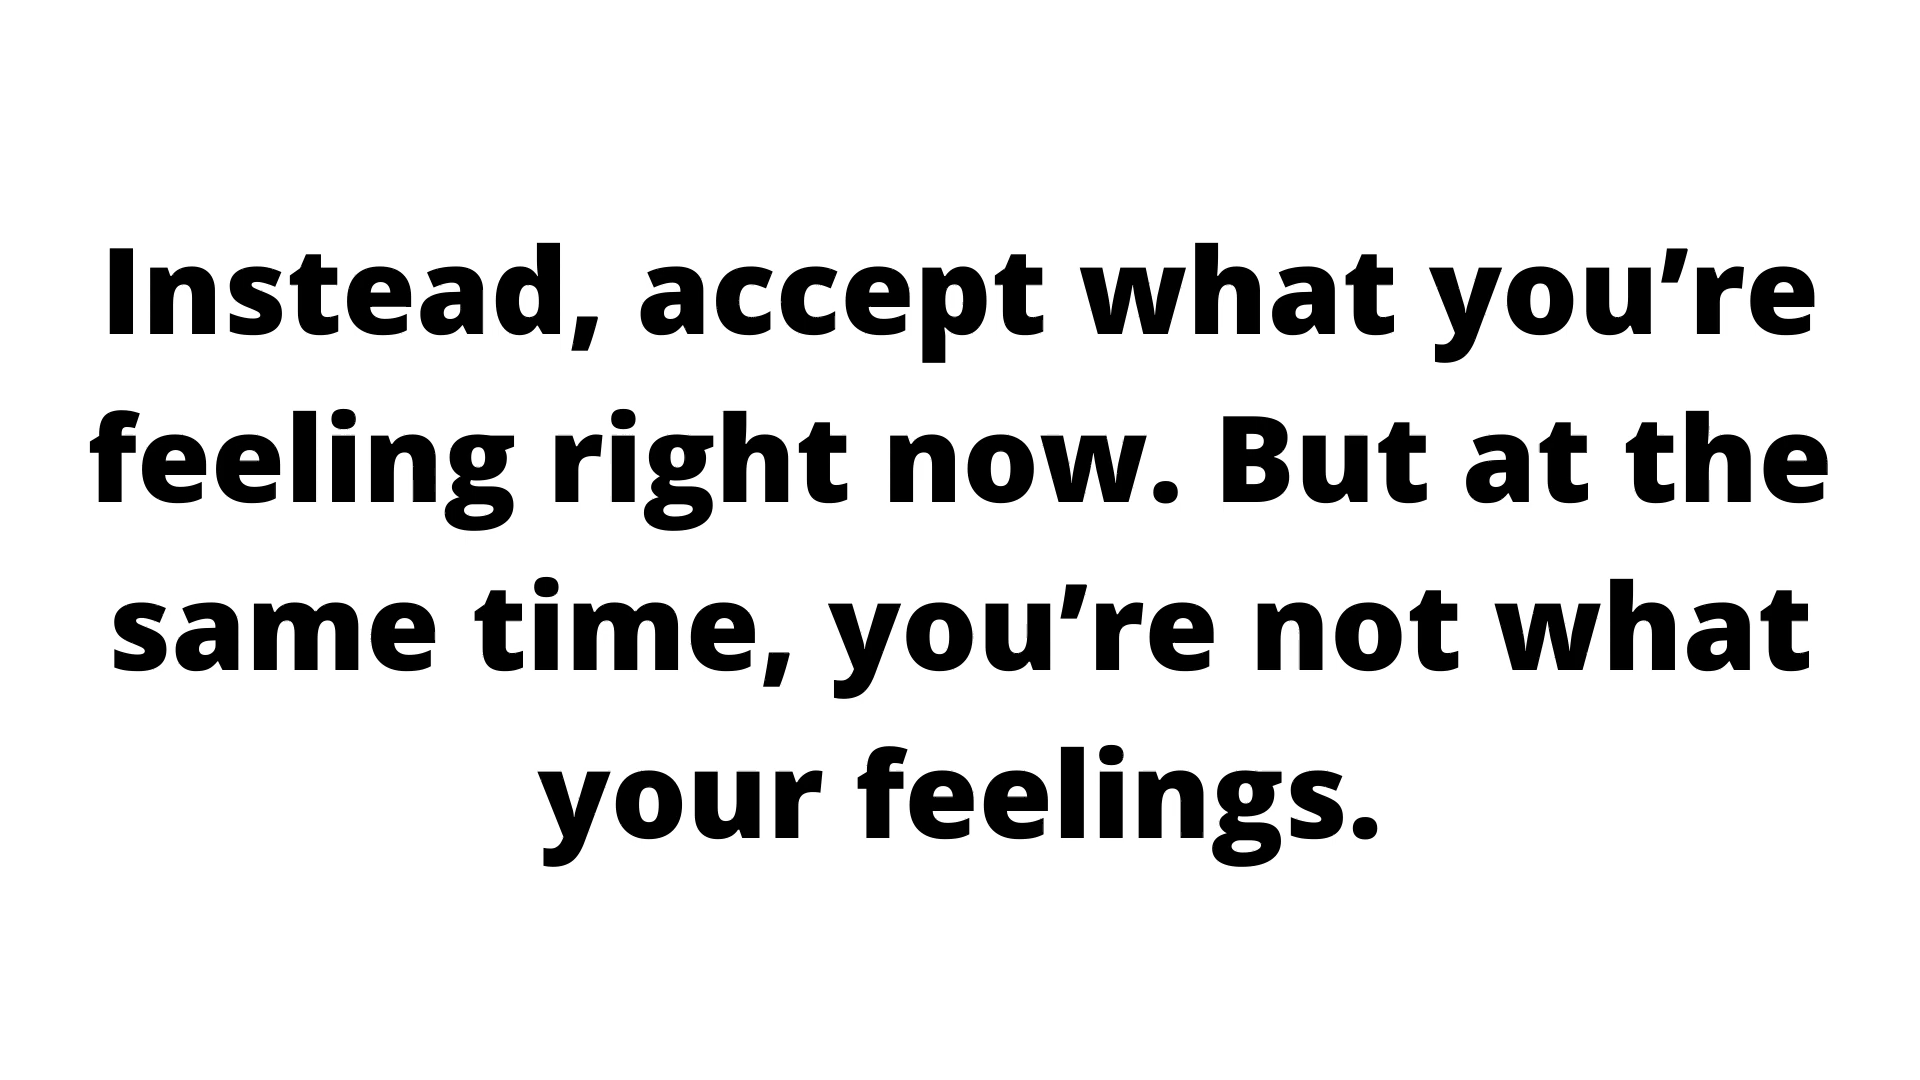 Instead, accept what you’re
feeling right now. But at the
same time, you’re not what
your feelings.